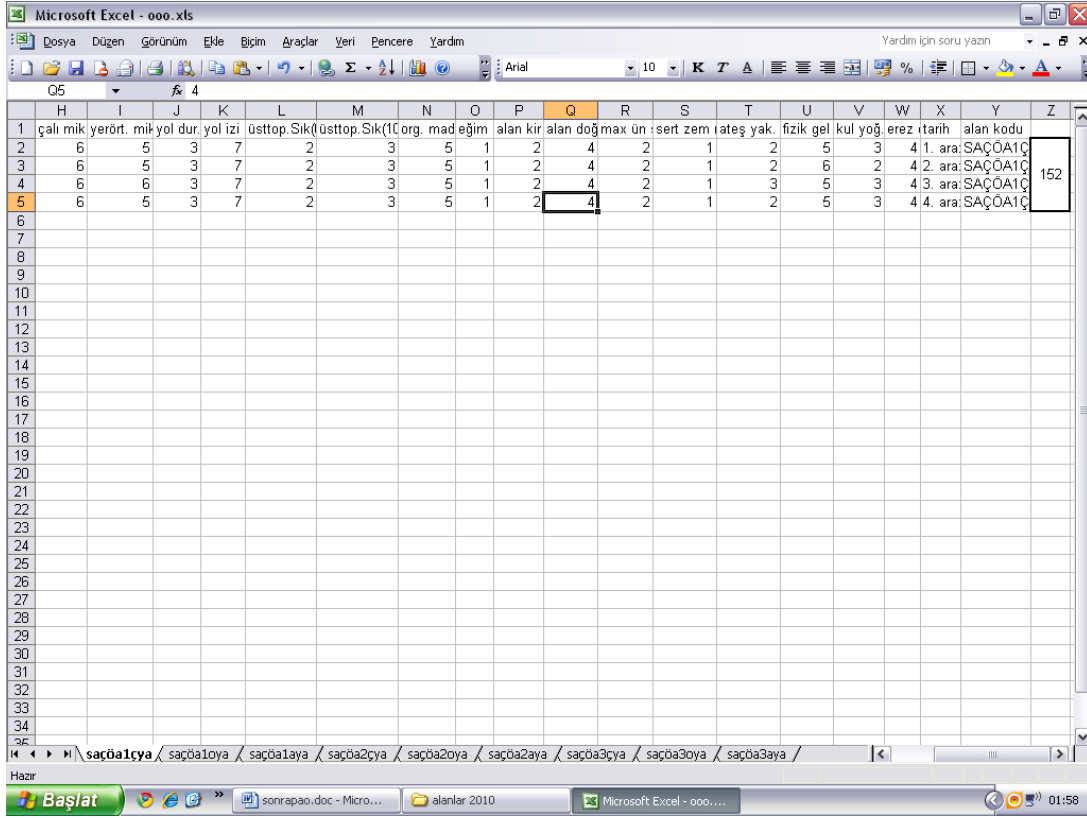 Microsoft Excel - ooo.xls
Dosya Düzen Görünüm Ekle Biçim Araçlar Veri Pencere Yardım Yardım için soru yazın
Arial 10 K T A
Q5 fx 4
H I J K L M N O P Q R S T U V W X Y Z
1 çalı mik yerört. mik yol dur. yol izi üsttop.Sık( üsttop.Sık(10 org. mad eğim alan kir alan doğ max ün sert zem ateş yak. fizik gel kul yoğ. erez tarih alan kodu
2 6 5 3 7 2 3 5 1 2 4 2 1 2 5 3 4 1. ara SAÇÖA1Ç
3 6 5 3 7 2 3 5 1 2 4 2 1 2 6 2 4 2. ara SAÇÖA1Ç 152
4 6 6 3 7 2 3 5 1 2 4 2 1 3 5 3 4 3. ara SAÇÖA1Ç
5 6 5 3 7 2 3 5 1 2 4 2 1 2 5 3 4 4. ara SAÇÖA1Ç
6
7
8
9
10
11
12
13
14
15
16
17
18
19
20
21
22
23
24
25
26
27
28
29
30
31
32
33
34
35
saçöa1çya saçöa1oya saçöa1aya saçöa2çya saçöa2oya saçöa2aya saçöa3çya saçöa3oya saçöa3aya
Hazır
Başlat sonrapao.doc - Micro... alanlar 2010 Microsoft Excel - ooo.... 01:58